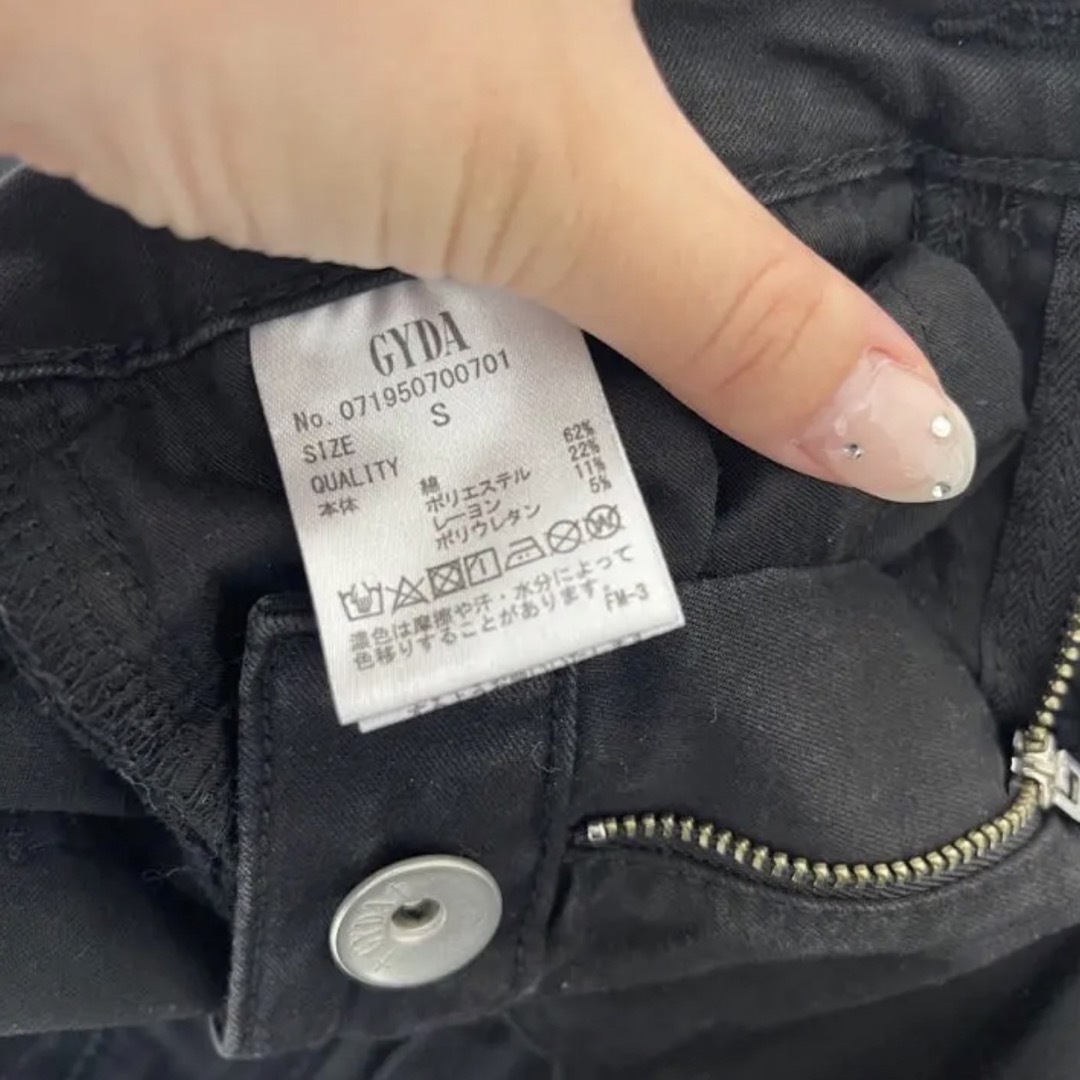 GYDA
No. 071950700701
SIZE S
QUALITY
本体 綿 62%
ポリエステル 22%
レーヨン 11%
ポリウレタン 5%
濃色は摩擦や汗・水分によって
色移りすることがあります。 FM-3